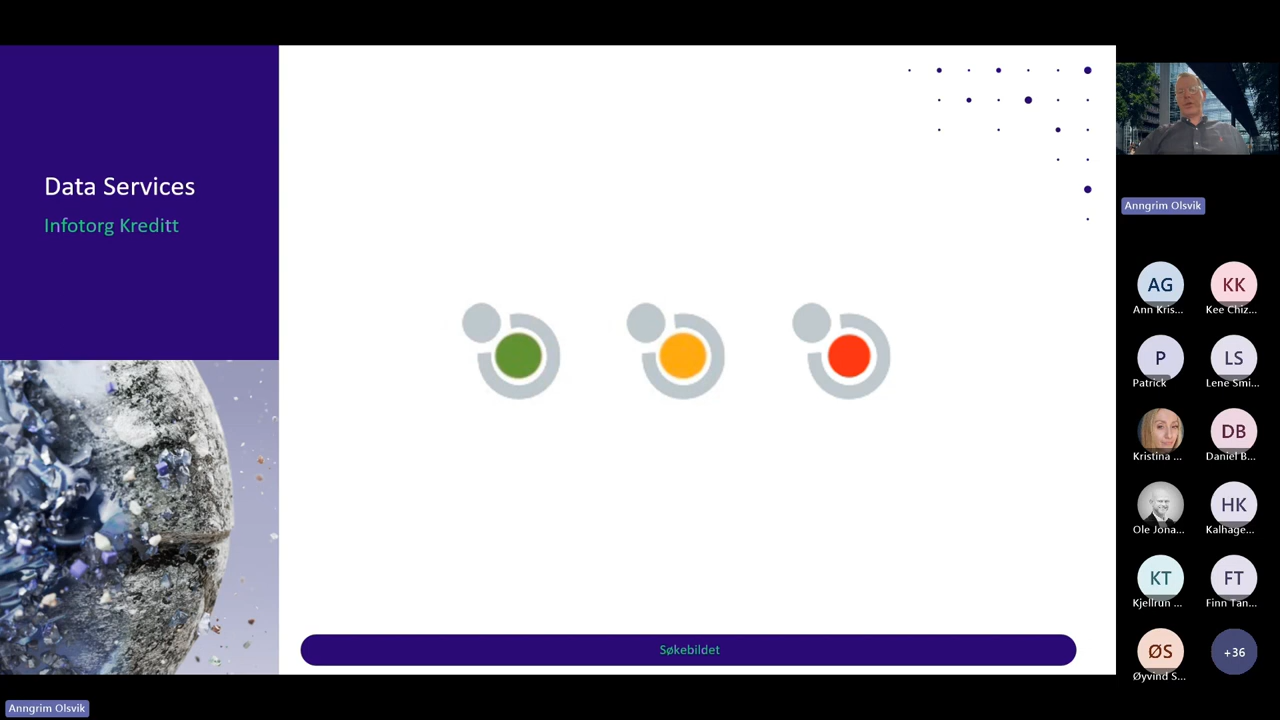 Data Services
Infotorg Kreditt
Søkebildet
Anngrim Olsvik
AG
Ann Kris...
KK
Kee Chiz...
P
Patrick
LS
Lene Smi...
Kristina ...
DB
Daniel B...
Ole Jona...
HK
Kalhage...
KT
Kjellrun ...
FT
Finn Tan...
ØS
Øyvind S...
+36
Anngrim Olsvik